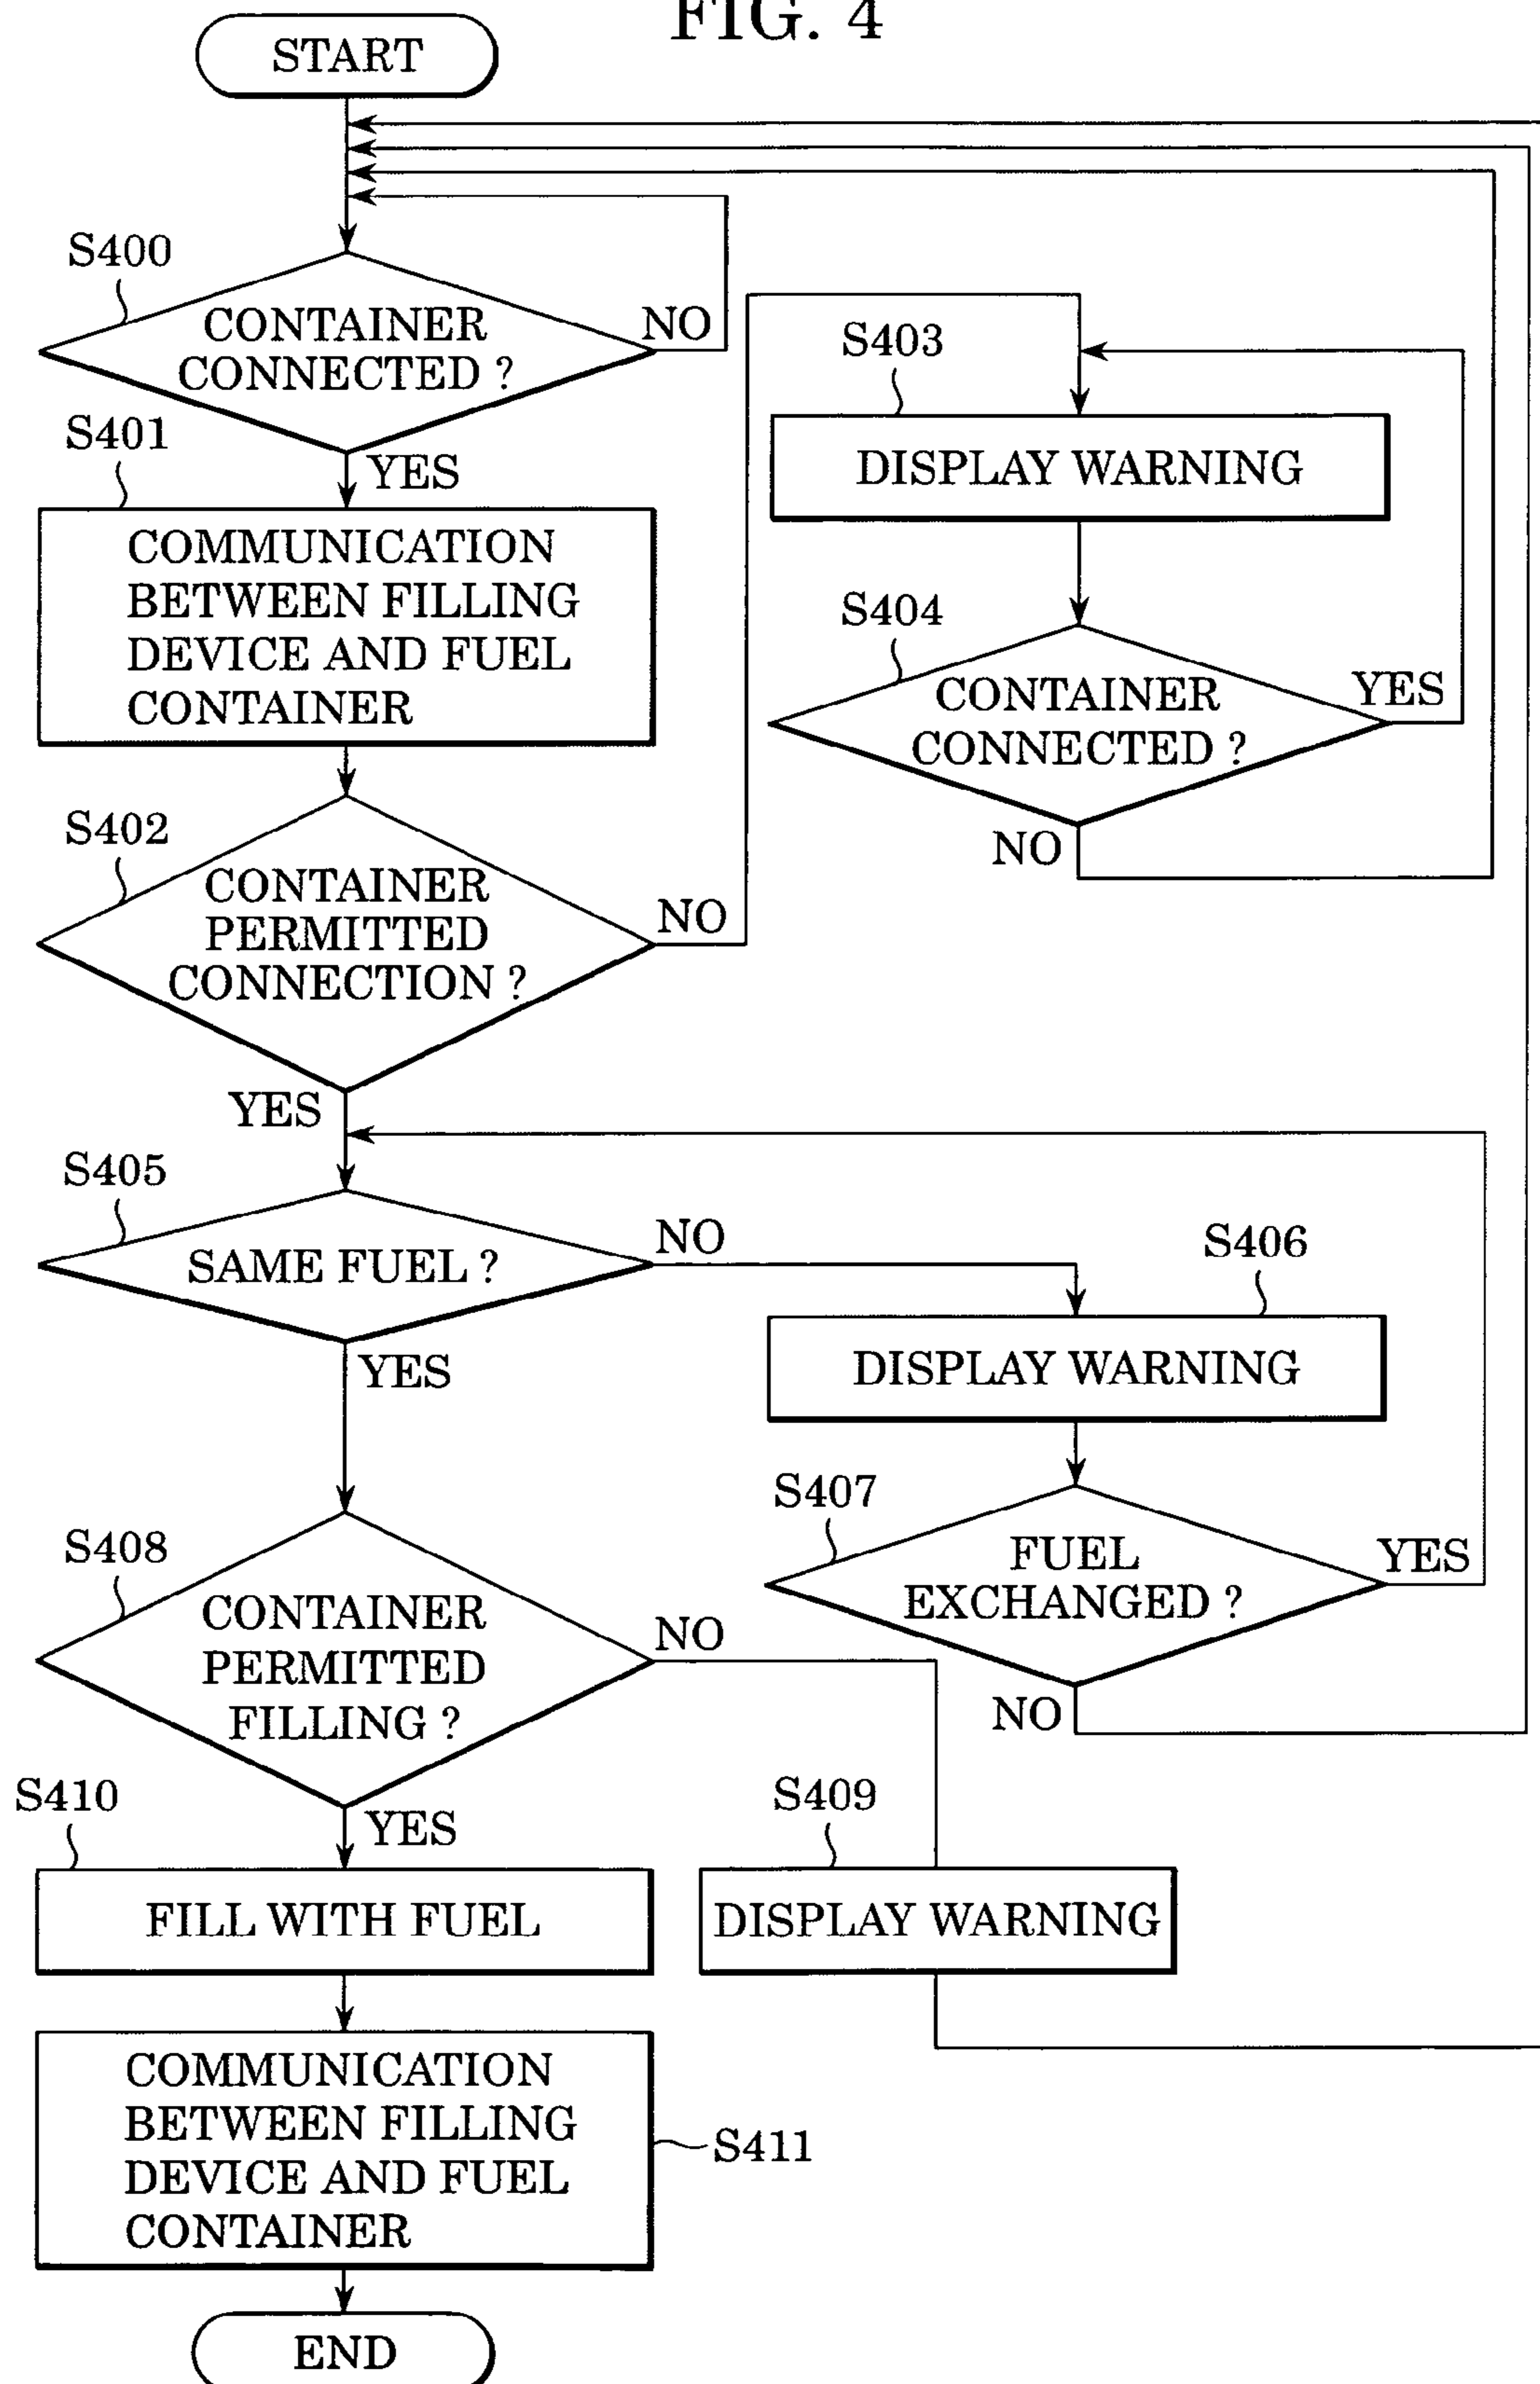 FIG. 4
START
S400
CONTAINER
CONNECTED ?
NO
YES
S401
COMMUNICATION
BETWEEN FILLING
DEVICE AND FUEL
CONTAINER
S402
CONTAINER
PERMITTED
CONNECTION ?
NO
YES
S403
DISPLAY WARNING
S404
CONTAINER
CONNECTED ?
YES
NO
S405
SAME FUEL ?
NO
YES
S406
DISPLAY WARNING
S407
FUEL
EXCHANGED ?
YES
NO
S408
CONTAINER
PERMITTED
FILLING ?
NO
YES
S409
DISPLAY WARNING
S410
FILL WITH FUEL
COMMUNICATION
BETWEEN FILLING
DEVICE AND FUEL
CONTAINER
S411
END